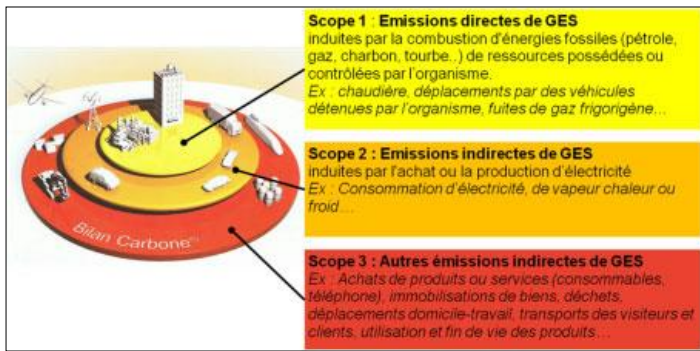 Scope 1 : Emissions directes de GES
induites par la combustion d'énergies fossiles (pétrole,
gaz, charbon, tourbe..) de ressources possédées ou
contrôlées par l'organisme.
Ex : chaudière, déplacements par des véhicules
détenues par l'organisme, fuites de gaz frigorigène…
Scope 2 : Emissions indirectes de GES
induites par l'achat ou la production d'électricité
Ex : Consommation d'électricité, de vapeur chaleur ou
froid…
Scope 3 : Autres émissions indirectes de GES
Ex : Achats de produits ou services (consommables,
téléphone), immobilisations de biens, déchets,
déplacements domicile-travail, transports des visiteurs et
clients, utilisation et fin de vie des produits…
Bilan Carbone